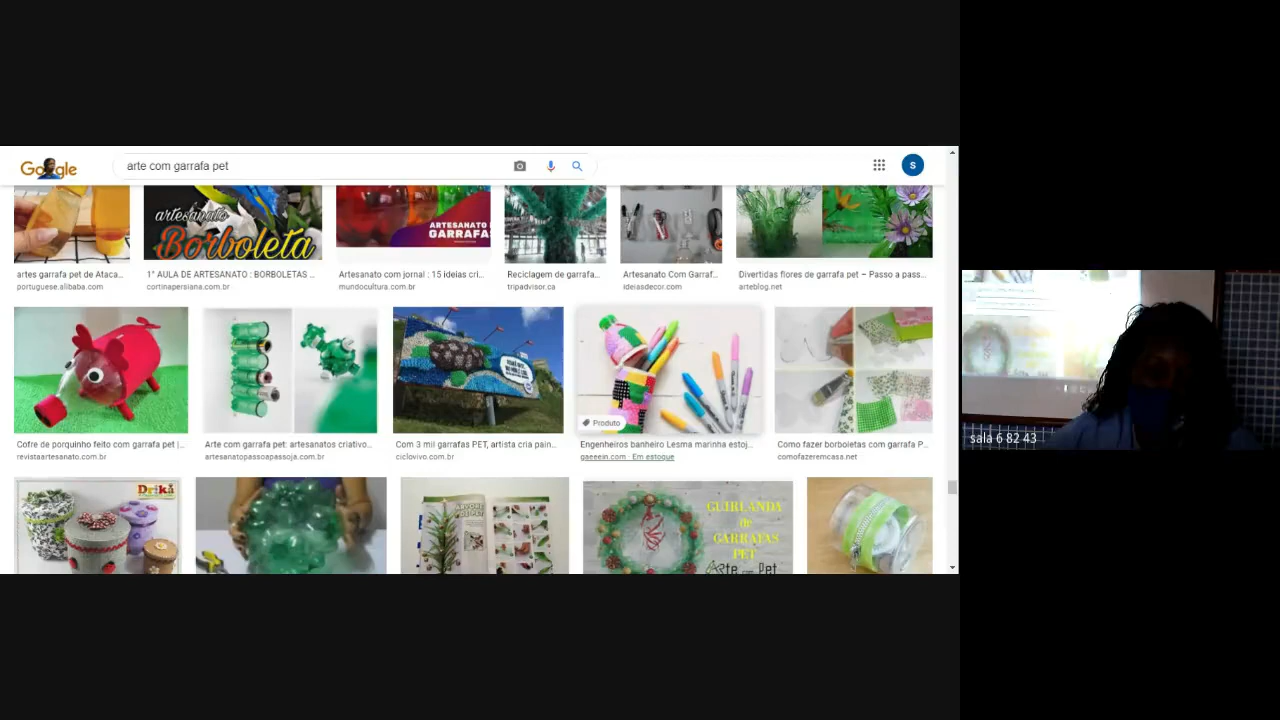 Google
arte com garrafa pet
S
artesanato
Borboleta
ARTESANATO
GARRAFAS
artes garrafa pet de Ataca...
portuguese.alibaba.com
1° AULA DE ARTESANATO : BORBOLETAS ...
cortinapersiana.com.br
Artesanato com jornal : 15 ideias cri...
mundocultura.com.br
Reciclagem de garrafa...
tripadvisor.ca
Artesanato Com Garraf...
ideiasdecor.com
Divertidas flores de garrafa pet – Passo a pass...
arteblog.net
Produto
Cofre de porquinho feito com garrafa pet |...
revistaartesanato.com.br
Arte com garrafa pet: artesanatos criativo...
artesanatopassoapassoja.com.br
Com 3 mil garrafas PET, artista cria pain...
ciclovivo.com.br
Engenheiros banheiro Lesma marinha estoj...
gaeeein.com · Em estoque
Como fazer borboletas com garrafa P...
comofazeremcasa.net
Drika
GUIRLANDA
de
GARRAFAS
PET
Arte com Pet
sala 6 82 43